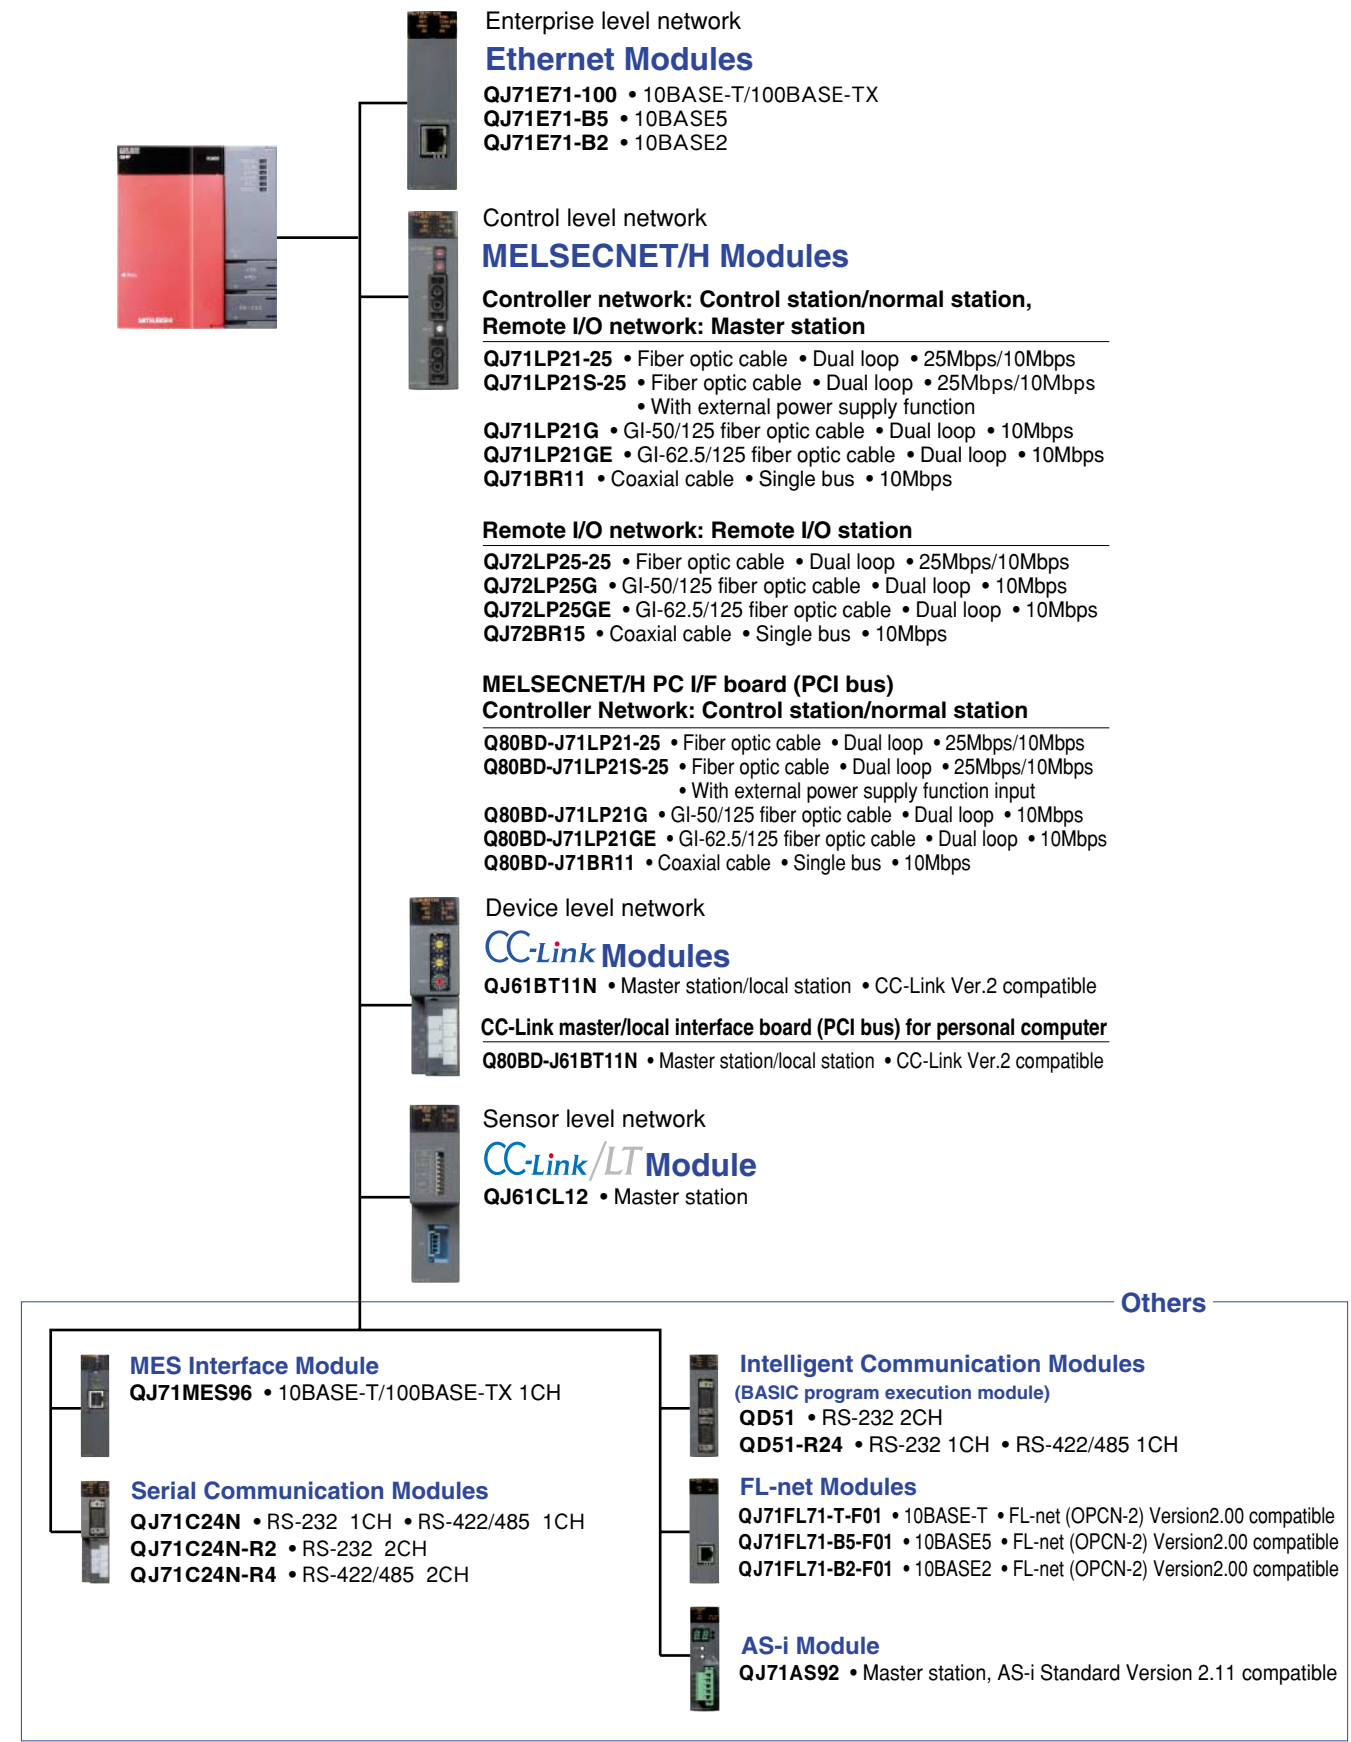 Enterprise level network
Ethernet Modules
QJ71E71-100 • 10BASE-T/100BASE-TX
QJ71E71-B5 • 10BASE5
QJ71E71-B2 • 10BASE2
MITSUBISHI
Control level network
MELSECNET/H Modules
Controller network: Control station/normal station,
Remote I/O network: Master station
QJ71LP21-25 • Fiber optic cable • Dual loop • 25Mbps/10Mbps
QJ71LP21S-25 • Fiber optic cable • Dual loop • 25Mbps/10Mbps
• With external power supply function
QJ71LP21G • GI-50/125 fiber optic cable • Dual loop • 10Mbps
QJ71LP21GE • GI-62.5/125 fiber optic cable • Dual loop • 10Mbps
QJ71BR11 • Coaxial cable • Single bus • 10Mbps
Remote I/O network: Remote I/O station
QJ72LP25-25 • Fiber optic cable • Dual loop • 25Mbps/10Mbps
QJ72LP25G • GI-50/125 fiber optic cable • Dual loop • 10Mbps
QJ72LP25GE • GI-62.5/125 fiber optic cable • Dual loop • 10Mbps
QJ72BR15 • Coaxial cable • Single bus • 10Mbps
MELSECNET/H PC I/F board (PCI bus)
Controller Network: Control station/normal station
Q80BD-J71LP21-25 • Fiber optic cable • Dual loop • 25Mbps/10Mbps
Q80BD-J71LP21S-25 • Fiber optic cable • Dual loop • 25Mbps/10Mbps
• With external power supply function input
Q80BD-J71LP21G • GI-50/125 fiber optic cable • Dual loop • 10Mbps
Q80BD-J71LP21GE • GI-62.5/125 fiber optic cable • Dual loop • 10Mbps
Q80BD-J71BR11 • Coaxial cable • Single bus • 10Mbps
Device level network
CC-Link Modules
QJ61BT11N • Master station/local station • CC-Link Ver.2 compatible
CC-Link master/local interface board (PCI bus) for personal computer
Q80BD-J61BT11N • Master station/local station • CC-Link Ver.2 compatible
Sensor level network
CC-Link/LT Module
QJ61CL12 • Master station
Others
MES Interface Module
QJ71MES96 • 10BASE-T/100BASE-TX 1CH
Serial Communication Modules
QJ71C24N • RS-232 1CH • RS-422/485 1CH
QJ71C24N-R2 • RS-232 2CH
QJ71C24N-R4 • RS-422/485 2CH
Intelligent Communication Modules
(BASIC program execution module)
QD51 • RS-232 2CH
QD51-R24 • RS-232 1CH • RS-422/485 1CH
FL-net Modules
QJ71FL71-T-F01 • 10BASE-T • FL-net (OPCN-2) Version2.00 compatible
QJ71FL71-B5-F01 • 10BASE5 • FL-net (OPCN-2) Version2.00 compatible
QJ71FL71-B2-F01 • 10BASE2 • FL-net (OPCN-2) Version2.00 compatible
AS-i Module
QJ71AS92 • Master station, AS-i Standard Version 2.11 compatible